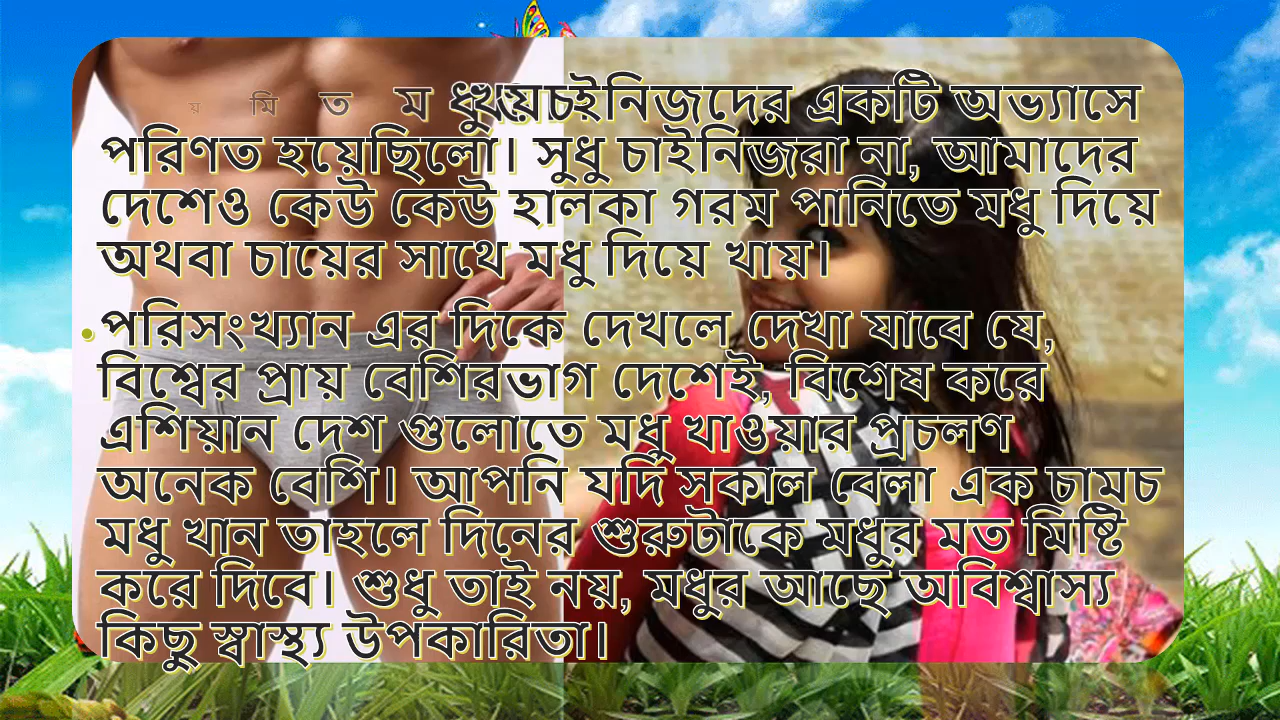 য় মি ত ম ধু খেয়ে চইনিজদের একটি অভ্যাসে
পরিণত হয়েছিলো। সুধু চাইনিজরা না, আমাদের
দেশেও কেউ কেউ হালকা গরম পানিতে মধু দিয়ে
অথবা চায়ের সাথে মধু দিয়ে খায়।
• পরিসংখ্যান এর দিকে দেখলে দেখা যাবে যে,
বিশ্বের প্রায় বেশিরভাগ দেশেই, বিশেষ করে
এশিয়ান দেশ গুলোতে মধু খাওয়ার প্রচলণ
অনেক বেশি। আপনি যদি সকাল বেলা এক চামচ
মধু খান তাহলে দিনের শুরুটাকে মধুর মত মিষ্টি
করে দিবে। শুধু তাই নয়, মধুর আছে অবিশ্বাস্য
কিছু স্বাস্থ্য উপকারিতা।